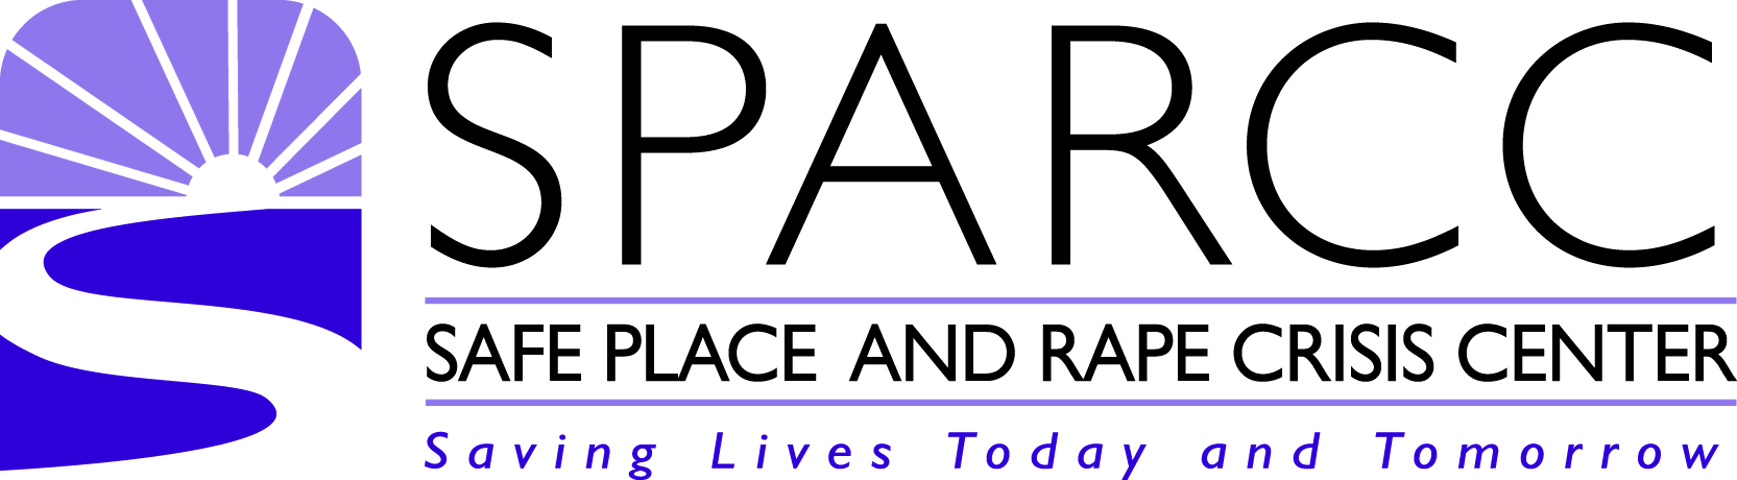 SPARCC
SAFE PLACE AND RAPE CRISIS CENTER
Saving Lives Today and Tomorrow